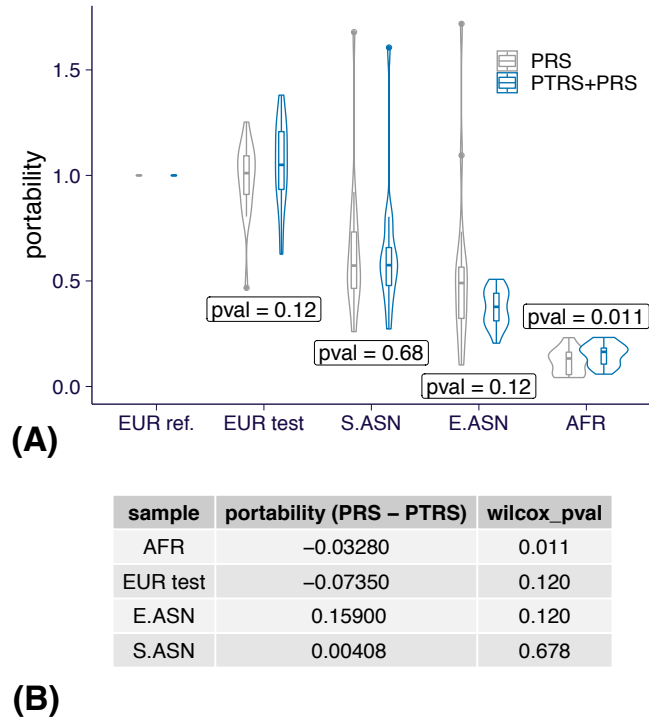 PRS
PTRS+PRS
portability
1.5
1.0
0.5
0.0
pval = 0.12
pval = 0.68
pval = 0.12
pval = 0.011
EUR ref.
EUR test
S.ASN
E.ASN
AFR
(A)
sample portability (PRS − PTRS) wilcox_pval
AFR −0.03280 0.011
EUR test −0.07350 0.120
E.ASN 0.15900 0.120
S.ASN 0.00408 0.678
(B)